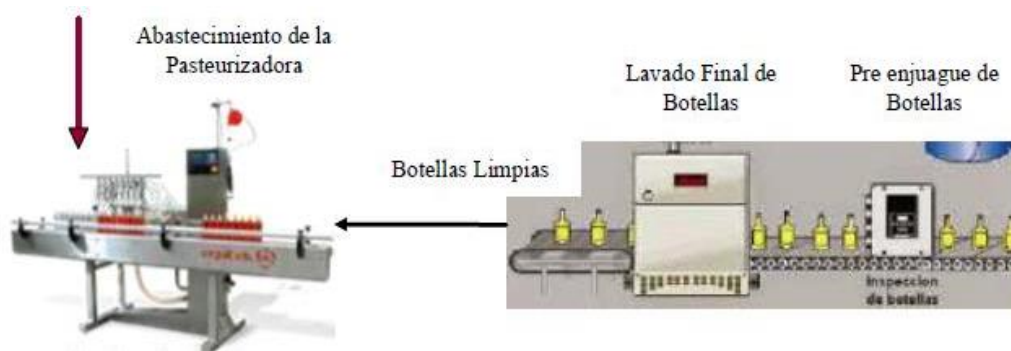 Abastecimiento de la
Pasteurizadora
Lavado Final de
Botellas
Pre enjuague de
Botellas
Botellas Limpias
Inspeccion
de botellas